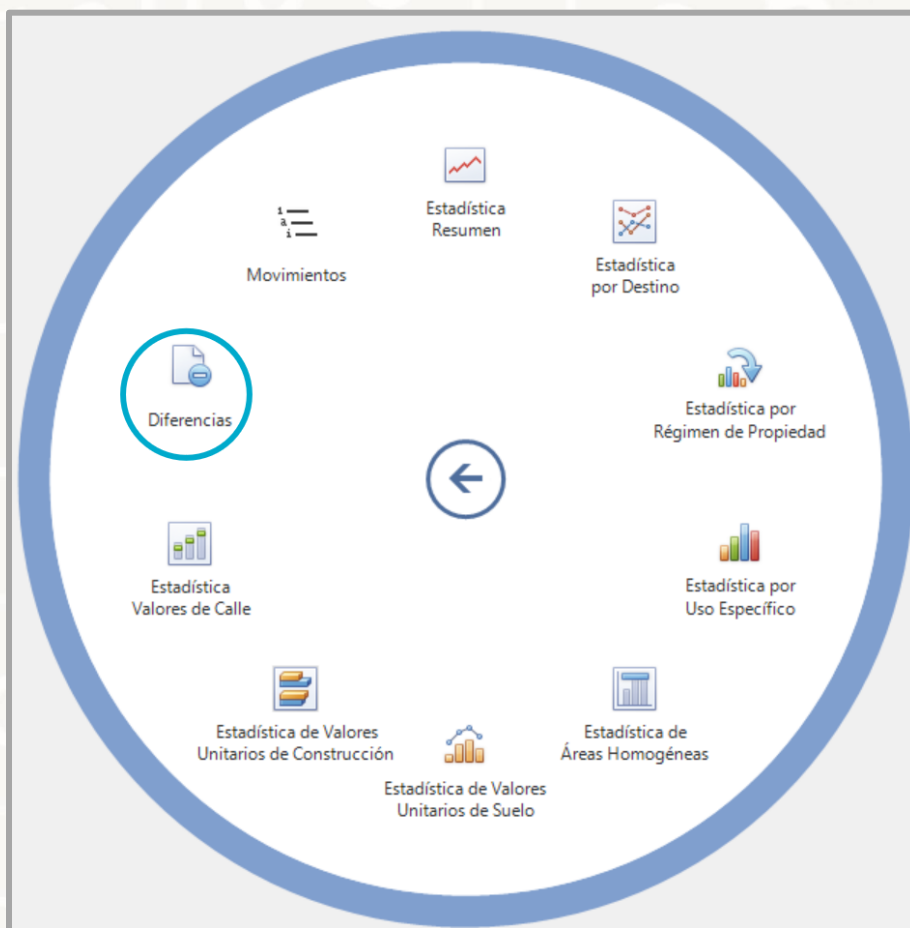 Estadística
Resumen
Movimientos
Estadística
por Destino
Diferencias
Estadística por
Régimen de Propiedad
Estadística
Valores de Calle
Estadística por
Uso Específico
Estadística de Valores
Unitarios de Construcción
Estadística de
Áreas Homogéneas
Estadística de Valores
Unitarios de Suelo